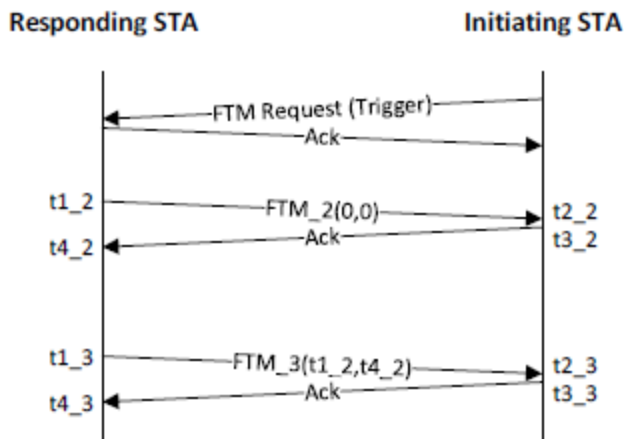 Responding STA
Initiating STA
FTM Request (Trigger)
Ack
t1_2
FTM_2(0,0)
t2_2
Ack
t3_2
t4_2
t1_3
FTM_3(t1_2,t4_2)
t2_3
Ack
t3_3
t4_3